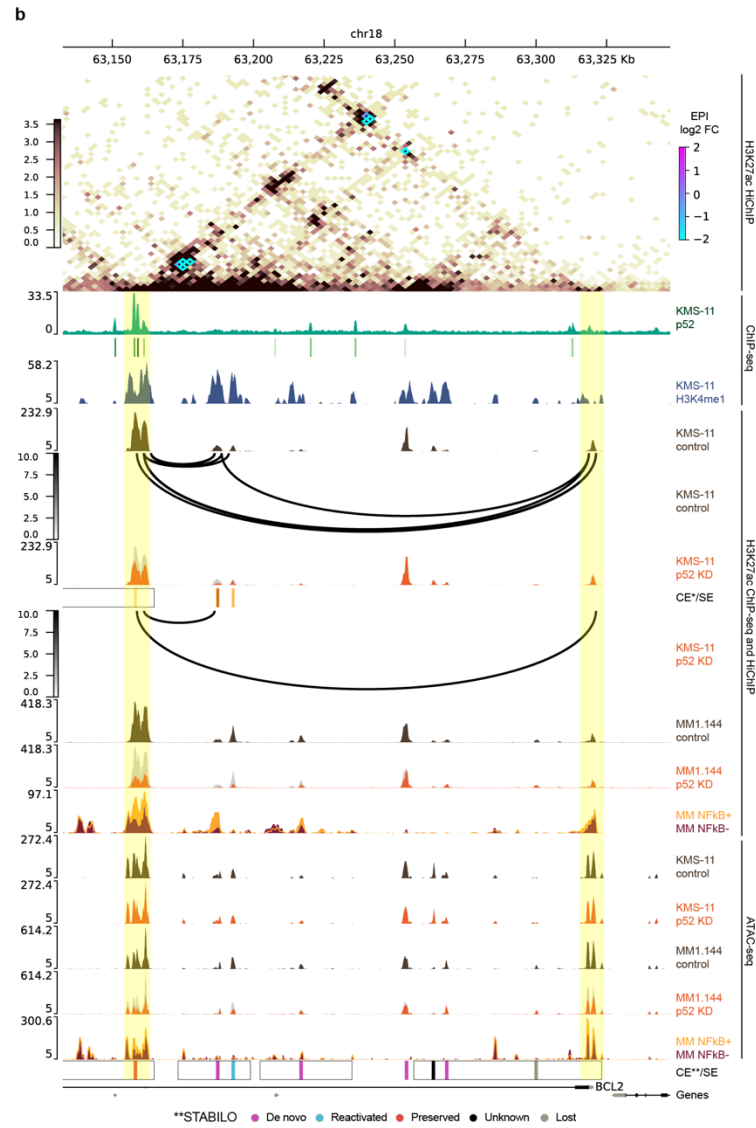 b
chr18
63,150 63,175 63,200 63,225 63,250 63,275 63,300 63,325 Kb
3.5
3.0
2.5
2.0
1.5
1.0
0.5
0.0
EPI
log2 FC
2
1
0
−1
−2
H3K27ac HiChIP
33.5
0
KMS-11
p52
58.2
5
KMS-11
H3K4me1
ChIP-seq
232.9
5
KMS-11
control
10.0
7.5
5.0
2.5
0.0
KMS-11
control
232.9
5
KMS-11
p52 KD
CE*/SE
10.0
7.5
5.0
2.5
0.0
KMS-11
p52 KD
418.3
5
MM1.144
control
418.3
5
MM1.144
p52 KD
97.1
5
MM NFkB+
MM NFkB-
H3K27ac ChIP-seq and HiChIP
272.4
5
KMS-11
control
272.4
5
KMS-11
p52 KD
614.2
5
MM1.144
control
614.2
5
MM1.144
p52 KD
300.6
5
MM NFkB+
MM NFkB-
ATAC-seq
CE**/SE
BCL2
Genes
**STABILO De novo Reactivated Preserved Unknown Lost